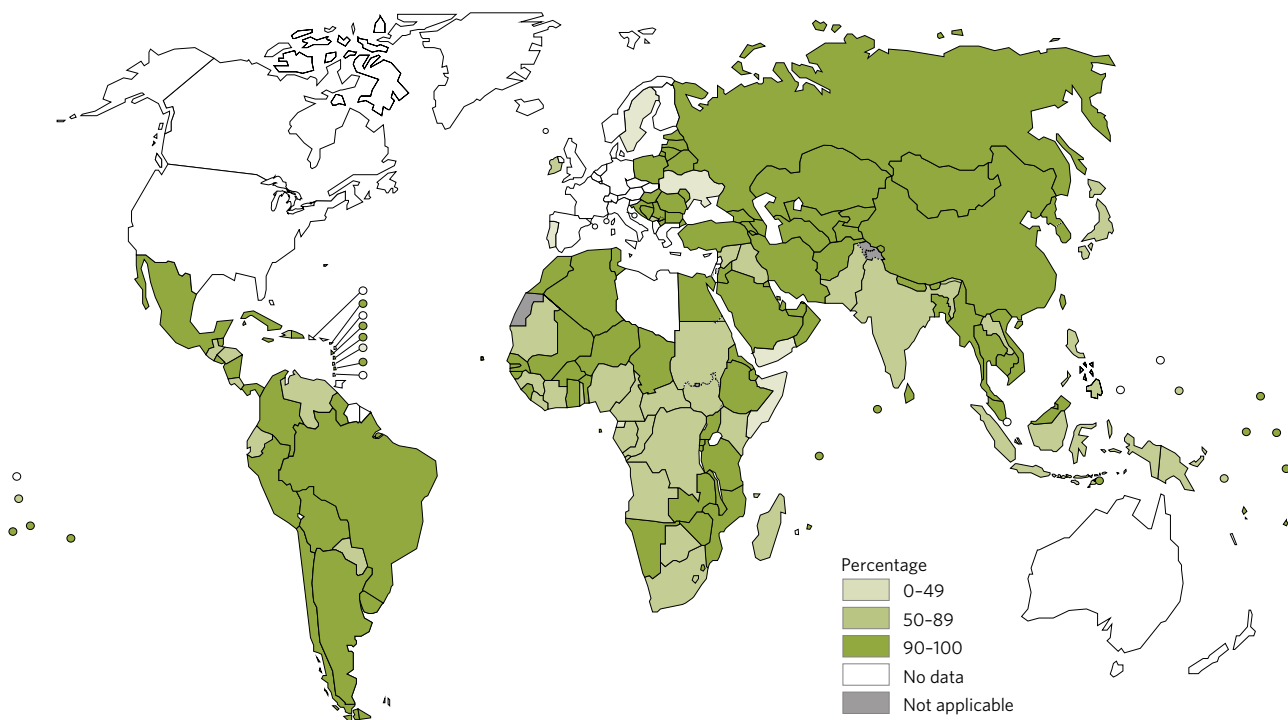 Percentage
0–49
50–89
90–100
No data
Not applicable